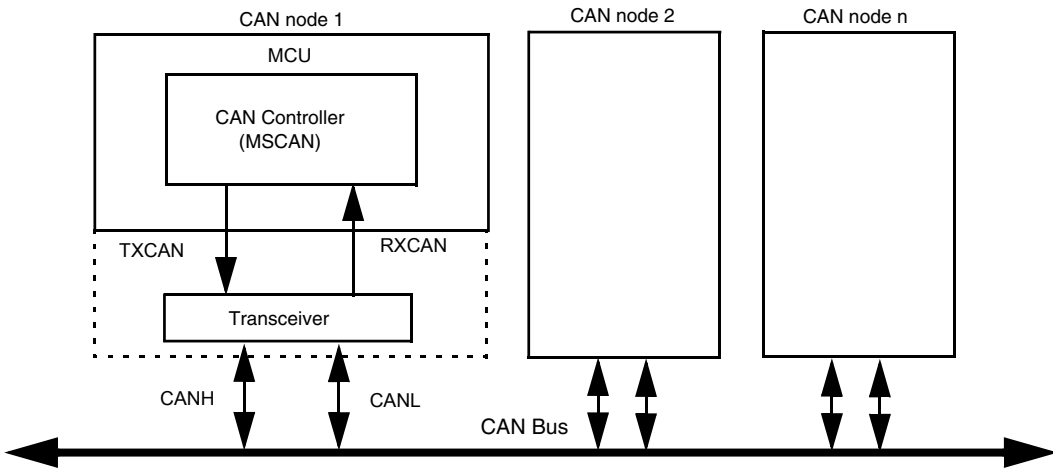 CAN node 1
CAN node 2
CAN node n
MCU
CAN Controller
(MSCAN)
TXCAN
RXCAN
Transceiver
CANH
CANL
CAN Bus